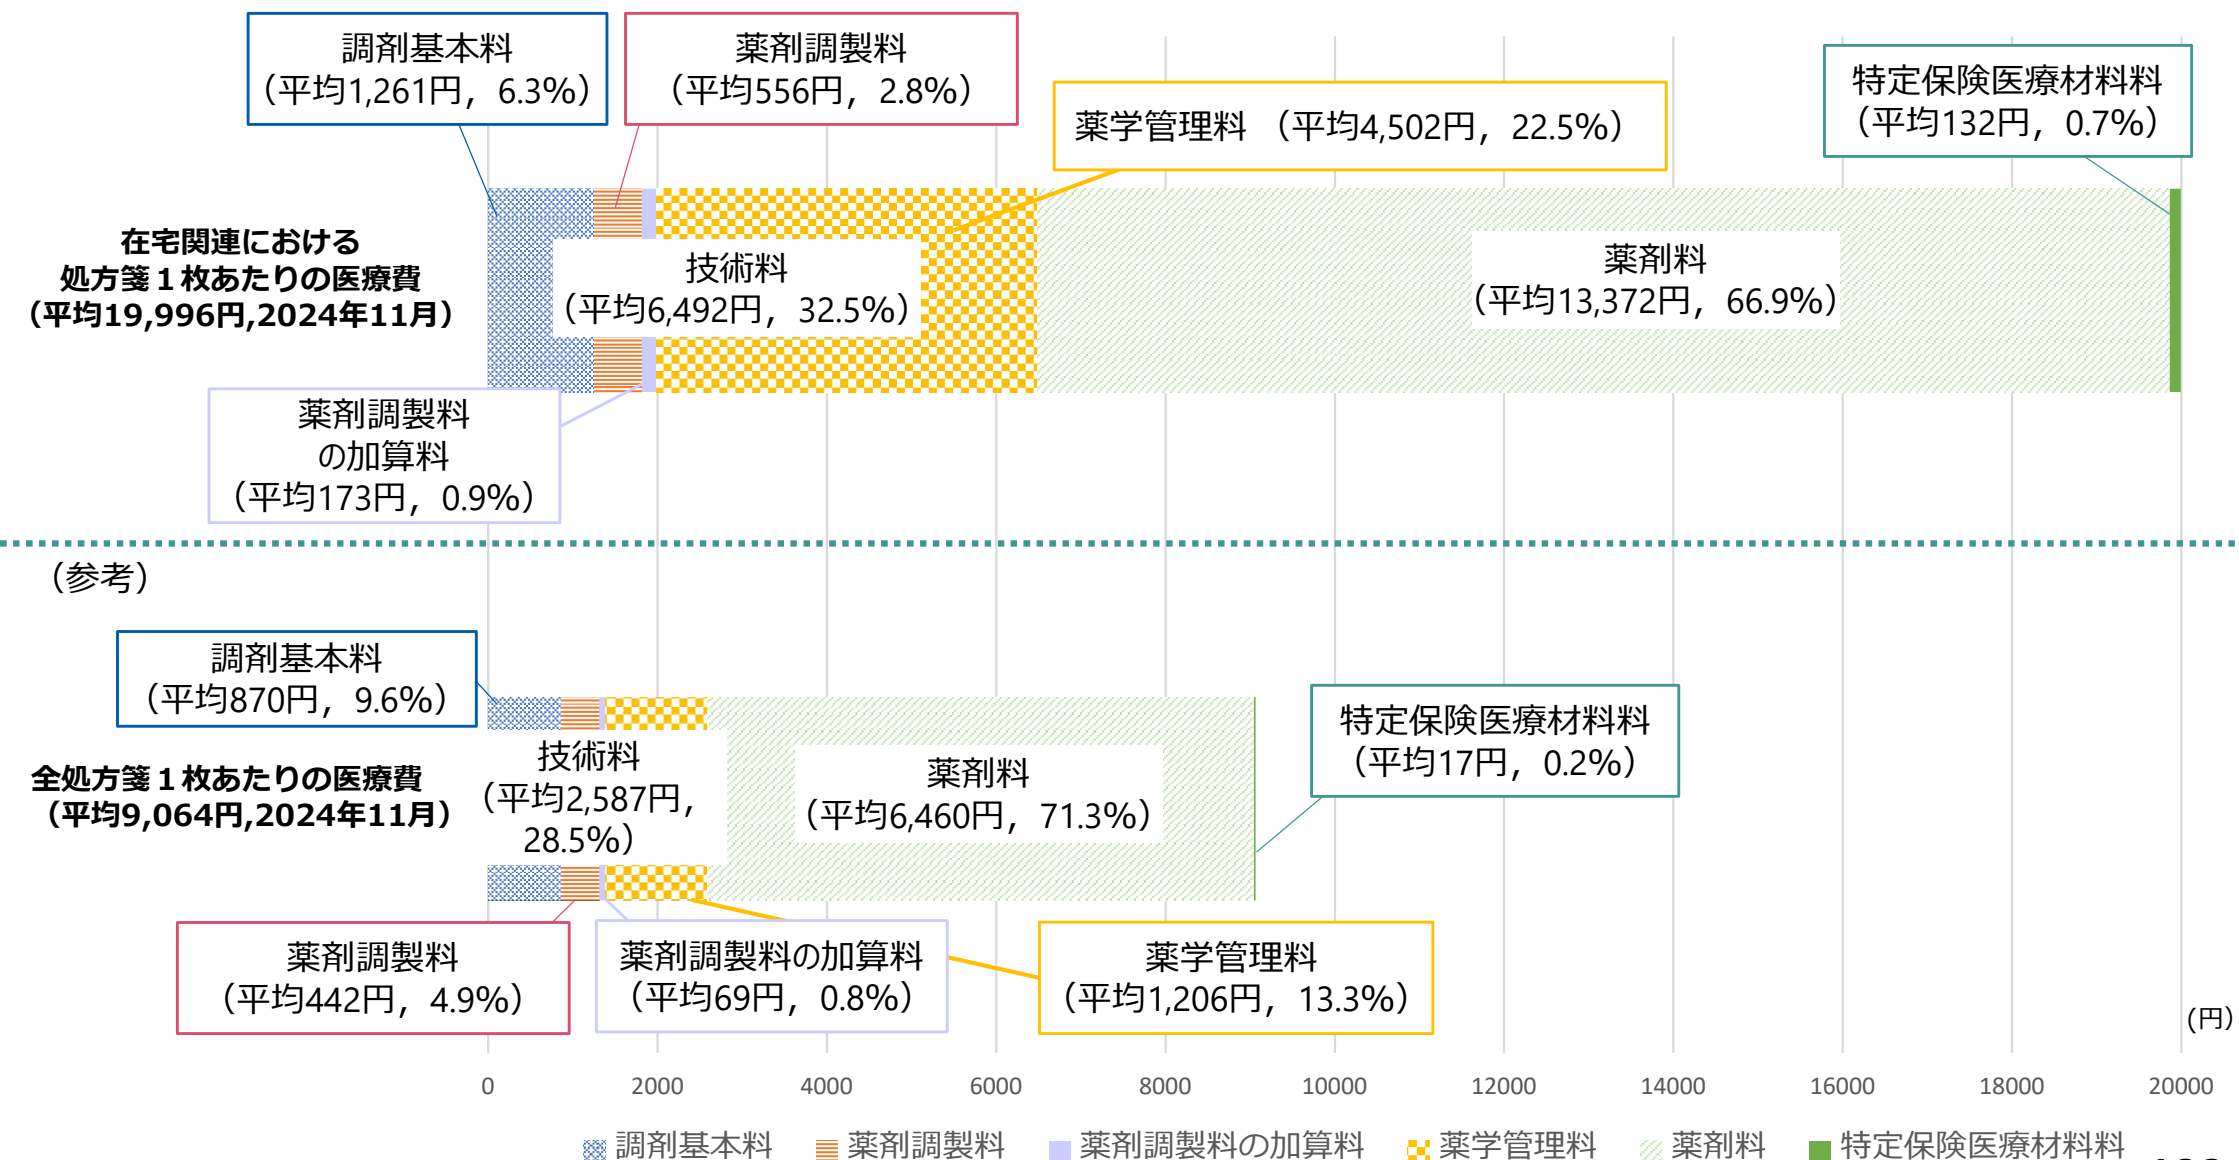 調剤基本料
（平均1,261円，6.3%）
薬剤調製料
（平均556円，2.8%）
薬学管理料 （平均4,502円，22.5%）
特定保険医療材料料
（平均132円，0.7%）
在宅関連における
処方箋１枚あたりの医療費
（平均19,996円,2024年11月）
技術料
（平均6,492円，32.5%）
薬剤料
（平均13,372円，66.9%）
薬剤調製料
の加算料
（平均173円，0.9%）
（参考）
調剤基本料
（平均870円，9.6%）
全処方箋１枚あたりの医療費
（平均9,064円,2024年11月）
技術料
（平均2,587円，
28.5%）
薬剤料
（平均6,460円，71.3%）
特定保険医療材料料
（平均17円，0.2%）
薬剤調製料
（平均442円，4.9%）
薬剤調製料の加算料
（平均69円，0.8%）
薬学管理料
（平均1,206円，13.3%）
(円)
0 2000 4000 6000 8000 10000 12000 14000 16000 18000 20000
調剤基本料 薬剤調製料 薬剤調製料の加算料 薬学管理料 薬剤料 特定保険医療材料料